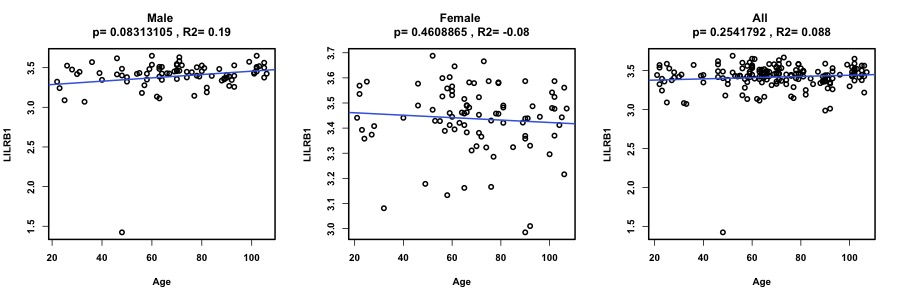 Male
p= 0.08313105 , R2= 0.19
LILRB1
3.5
3.0
2.5
2.0
1.5
20 40 60 80 100
Age
Female
p= 0.4608865 , R2= -0.08
LILRB1
3.7
3.6
3.5
3.4
3.3
3.2
3.1
3.0
20 40 60 80 100
Age
All
p= 0.2541792 , R2= 0.088
LILRB1
3.5
3.0
2.5
2.0
1.5
20 40 60 80 100
Age